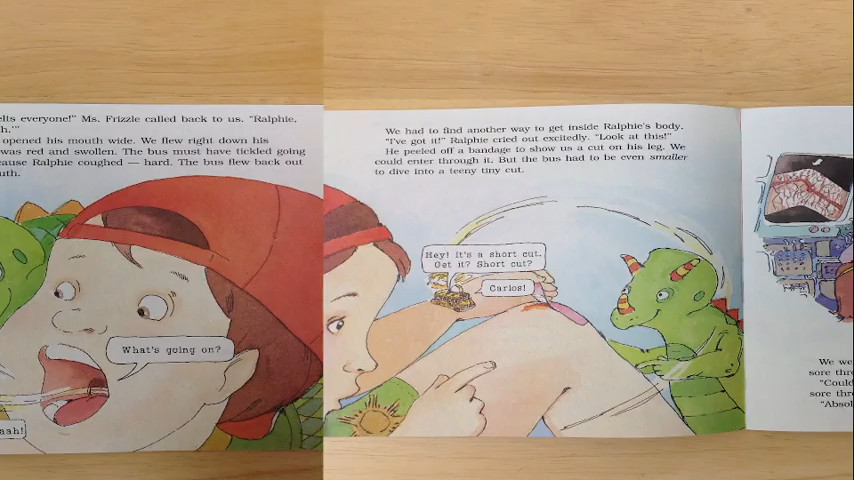 elts everyone!" Ms. Frizzle called back to us. "Ralphie,
h.'"
opened his mouth wide. We flew right down his
was red and swollen. The bus must have tickled going
cause Ralphie coughed — hard. The bus flew back out
uth.
What's going on?
aah!
We had to find another way to get inside Ralphie's body.
"I've got it!" Ralphie cried out excitedly. "Look at this!"
He peeled off a bandage to show us a cut on his leg. We
could enter through it. But the bus had to be even smaller
to dive into a teeny tiny cut.
Hey! It's a short cut.
Get it? Short cut?
Carlos!
We we
sore thr
"Could
sore thr
"Absol